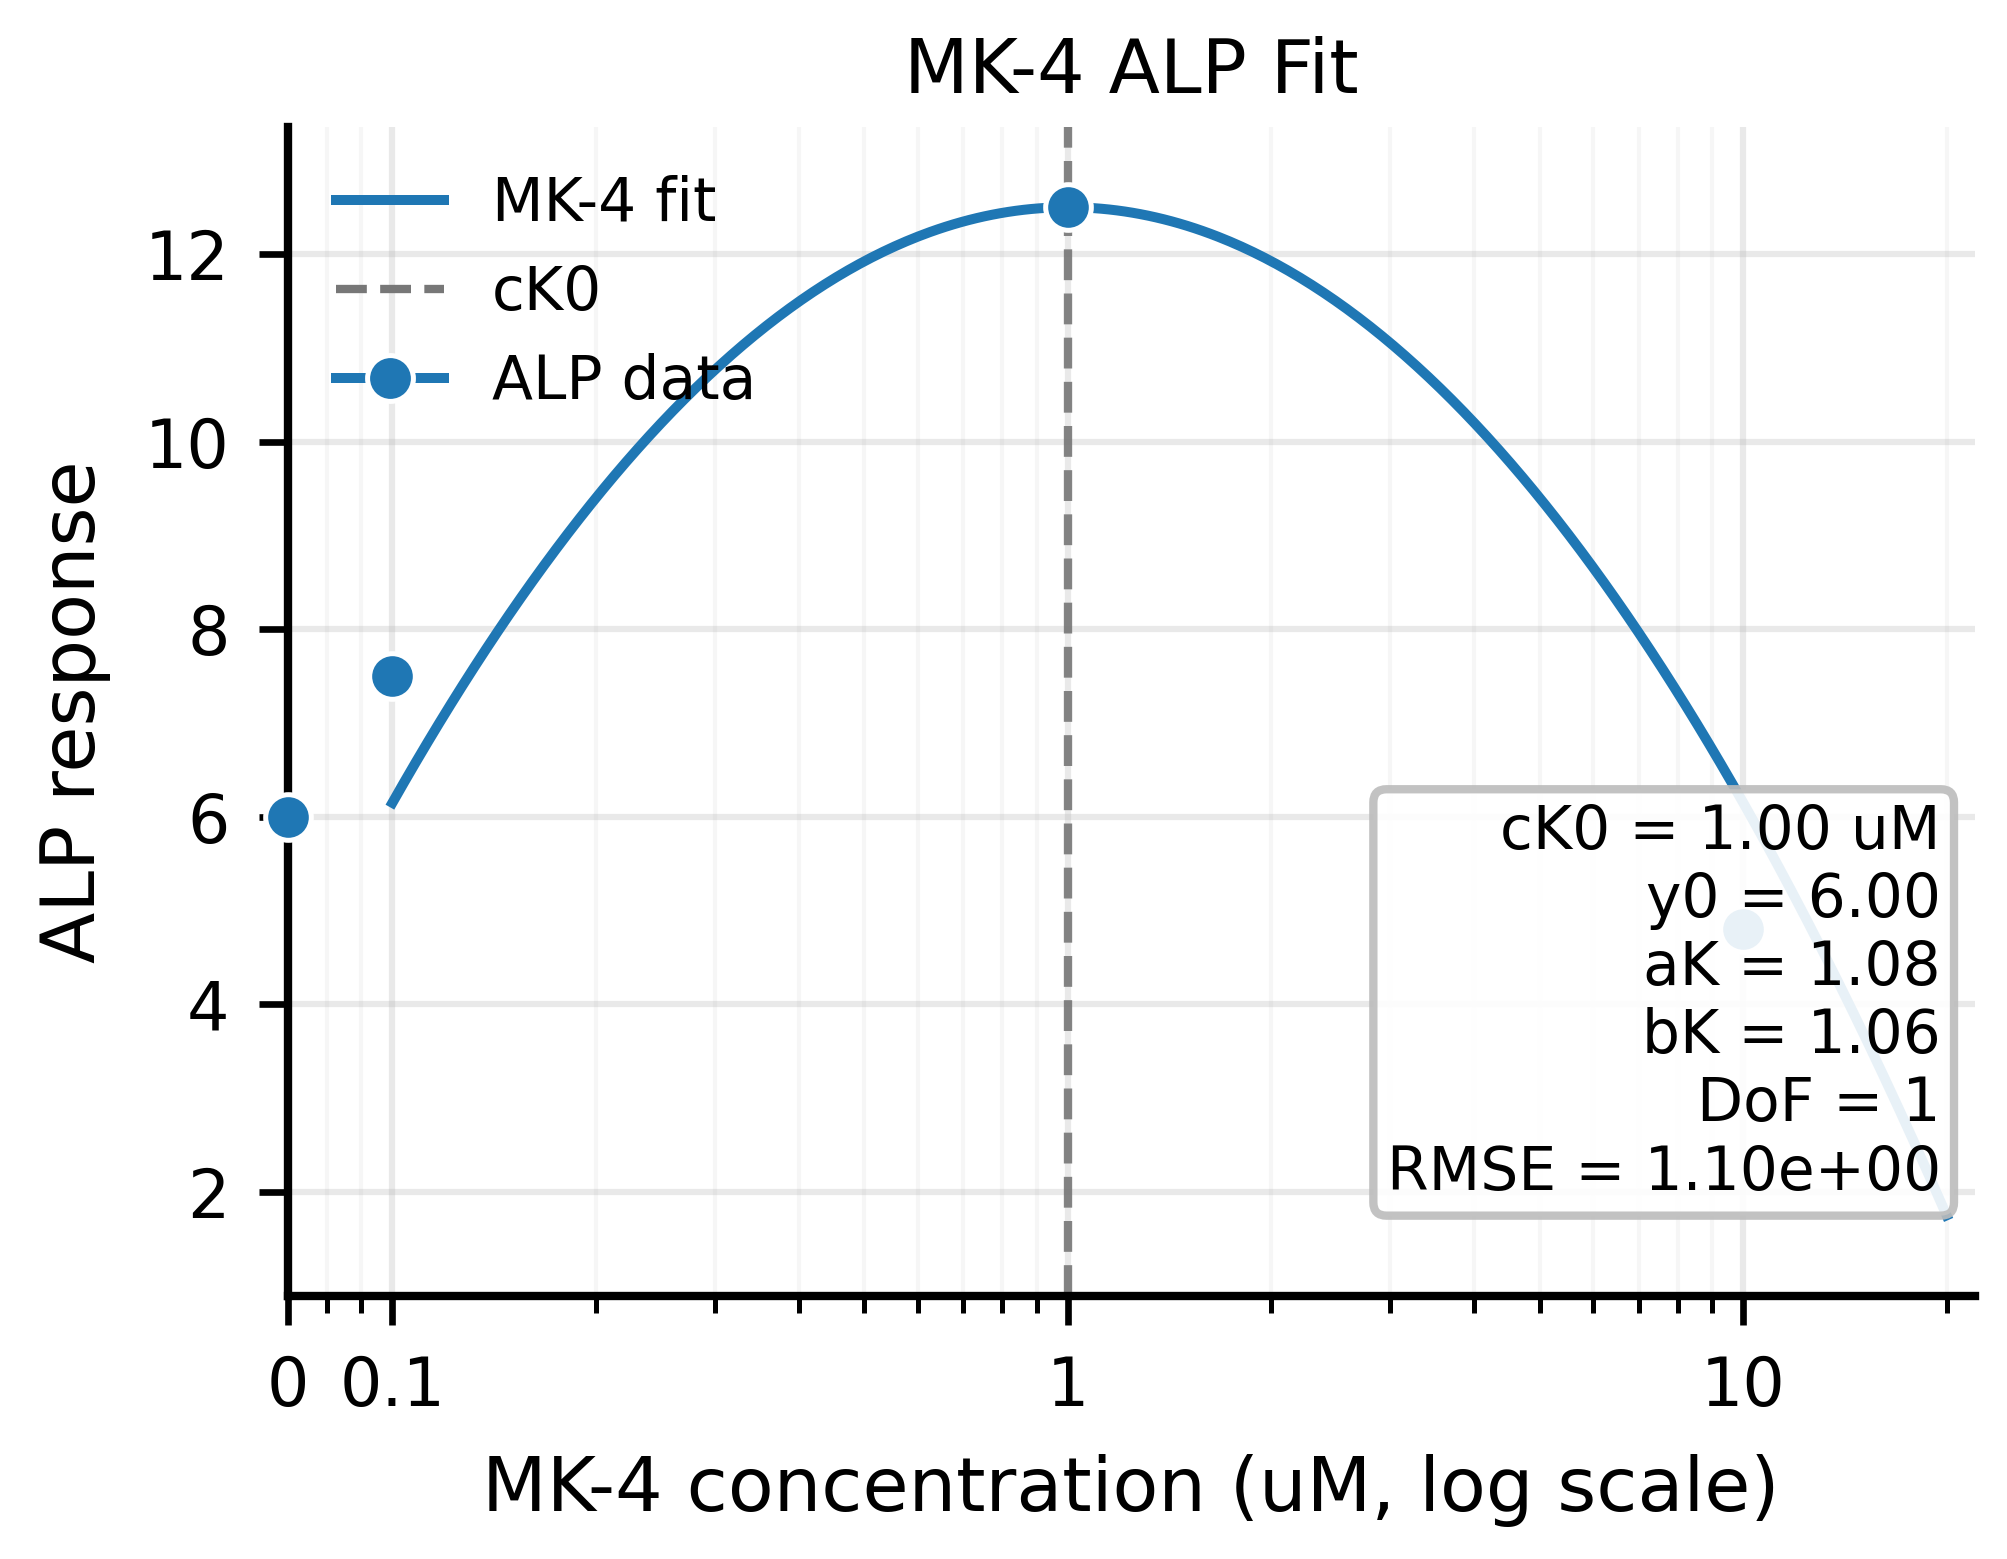 MK-4 ALP Fit
MK-4 fit
cK0
ALP data
ALP response
12
10
8
6
4
2
cK0 = 1.00 uM
y0 = 6.00
aK = 1.08
bK = 1.06
DoF = 1
RMSE = 1.10e+00
0 0.1 1 10
MK-4 concentration (uM, log scale)